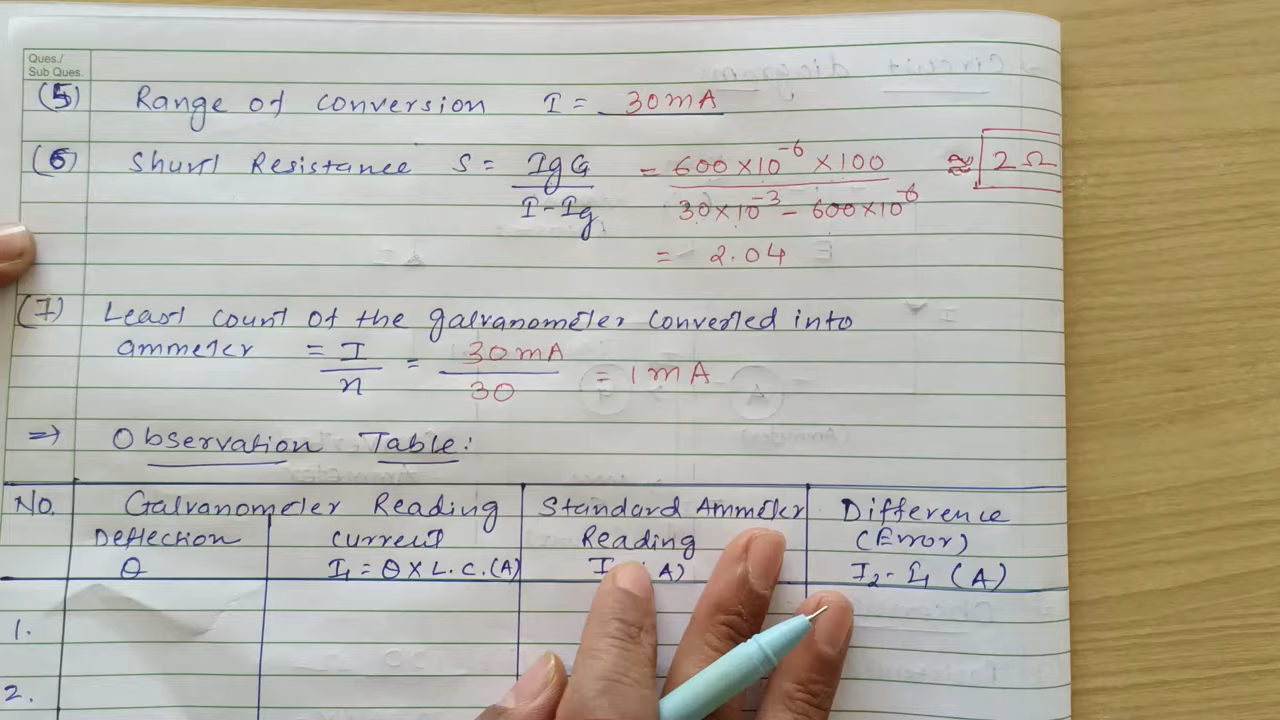 Ques./
Sub Ques.
(5) Range of conversion I = 30mA
(6) Shunt Resistance S = IgG / I - Ig = 600×10⁻⁶ ×100 / 30×10⁻³ - 600×10⁻⁶ ≈ 2Ω
= 2.04
(7) Least count of the galvanometer converted into
ammeter = I / n = 30mA / 30 = 1mA
=> Observation Table:
No. Galvanometer Reading Standard Ammeter Difference
Deflection Current Reading (Error)
θ I₁ = θ × L.C.(A) I A) I₂ - I₁ (A)
1.
2.